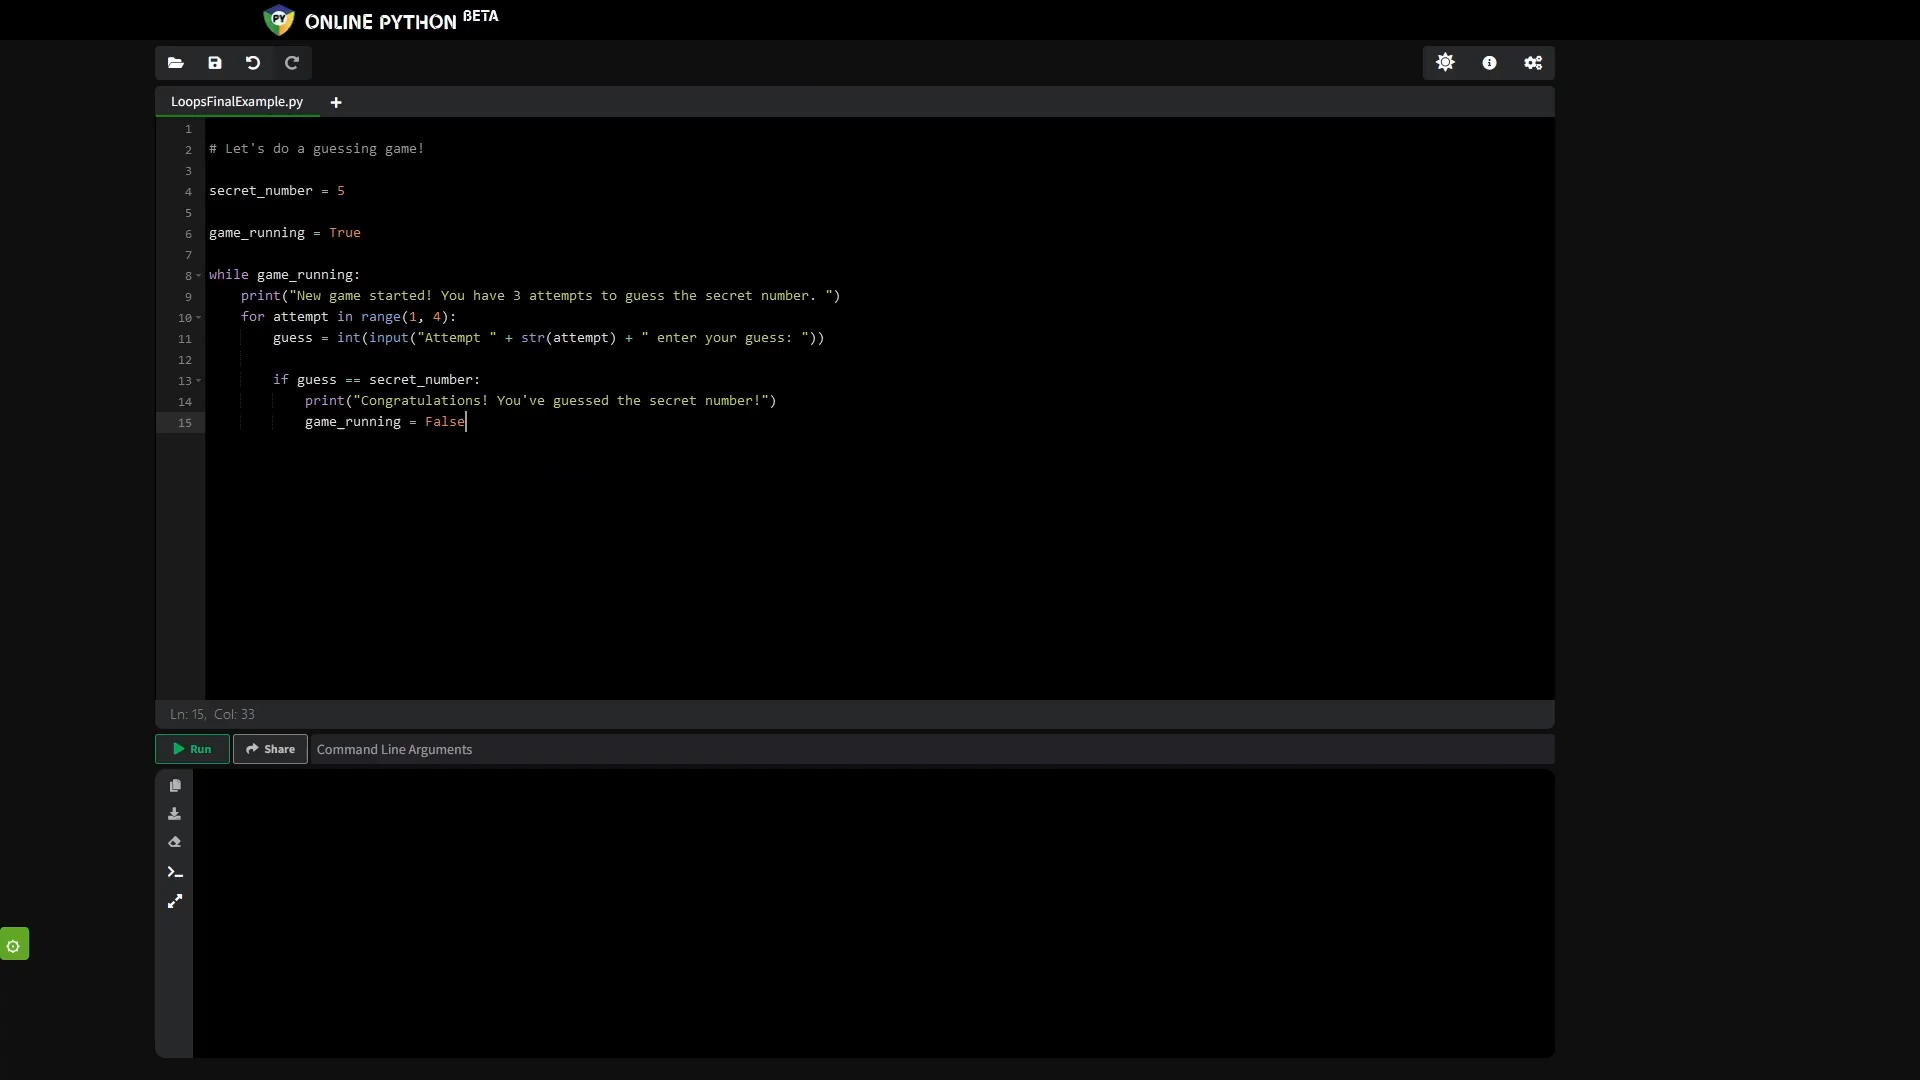 PY ONLINE PYTHON BETA
LoopsFinalExample.py +
1
2 # Let's do a guessing game!
3
4 secret_number = 5
5
6 game_running = True
7
8 while game_running:
9 print("New game started! You have 3 attempts to guess the secret number. ")
10 for attempt in range(1, 4):
11 guess = int(input("Attempt " + str(attempt) + " enter your guess: "))
12
13 if guess == secret_number:
14 print("Congratulations! You've guessed the secret number!")
15 game_running = False
Ln: 15, Col: 33
Run Share Command Line Arguments